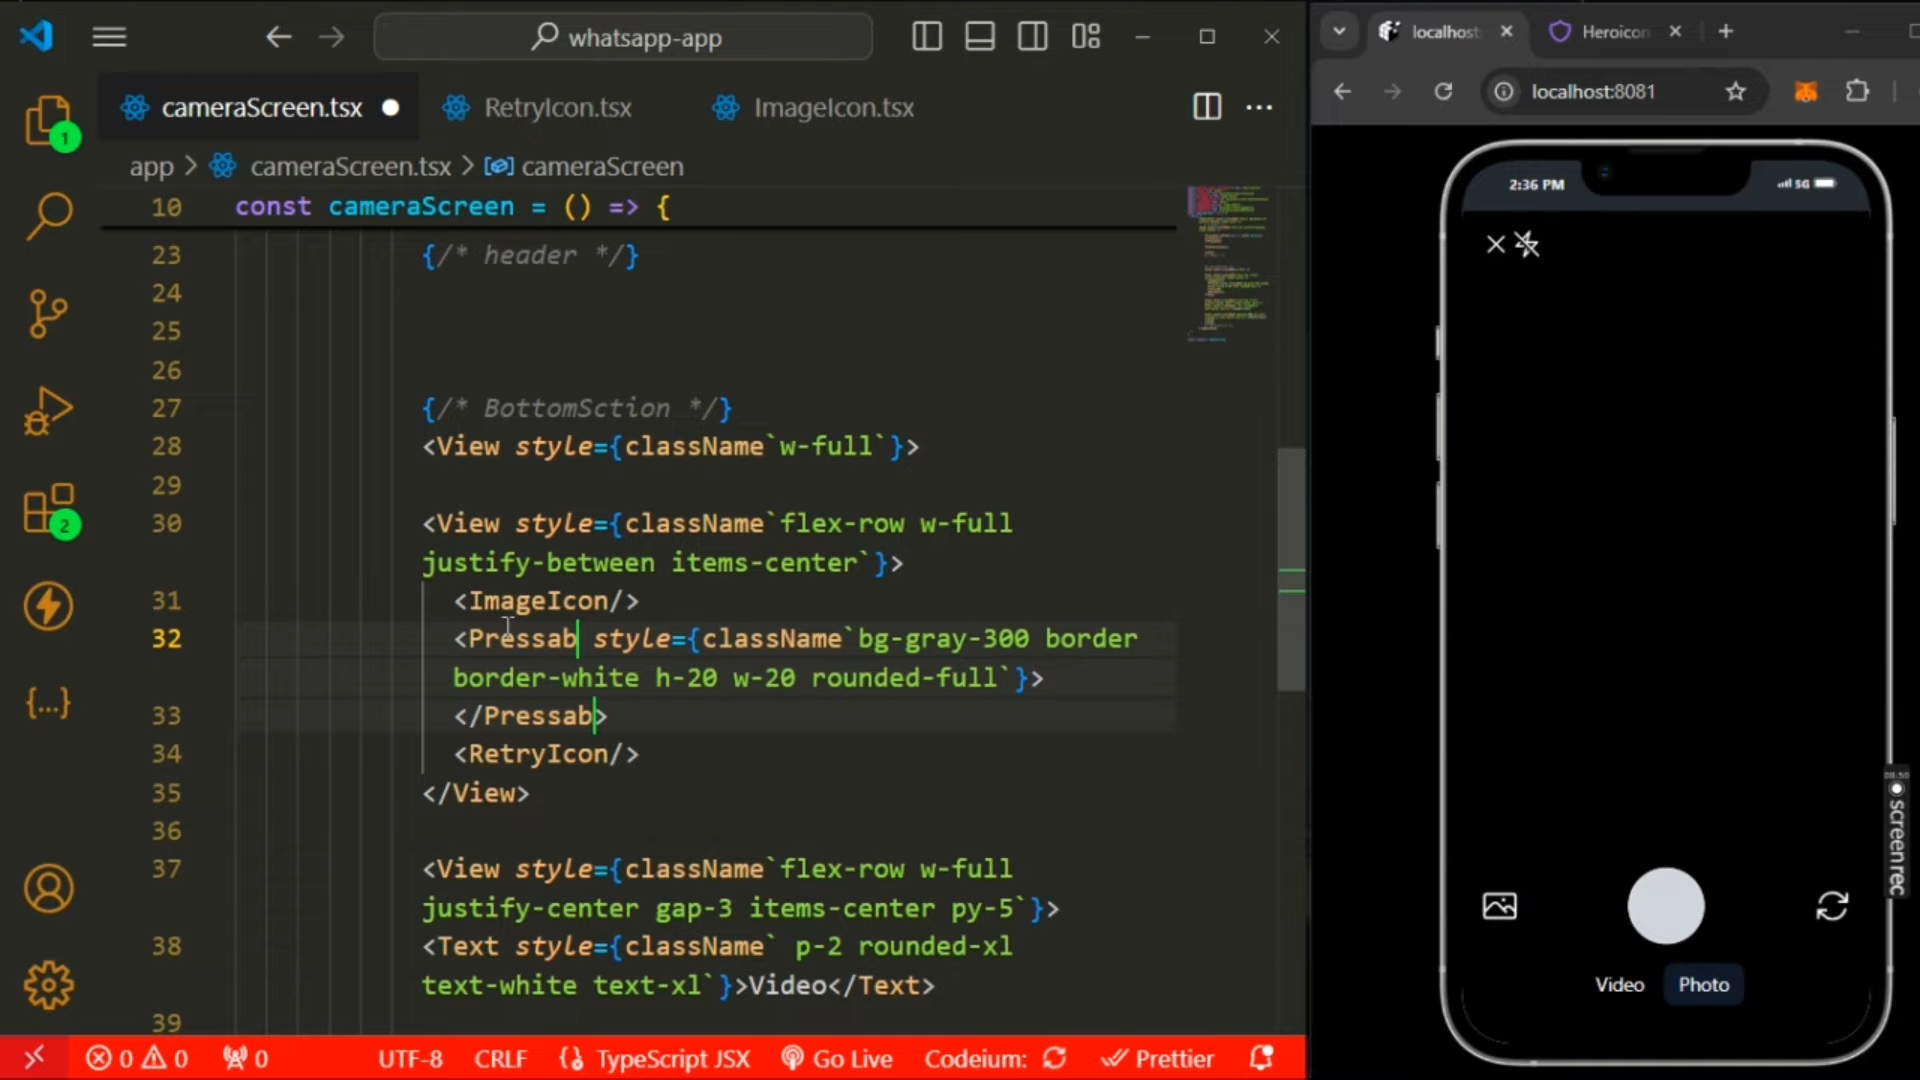 whatsapp-app
cameraScreen.tsx
RetryIcon.tsx
ImageIcon.tsx
app > cameraScreen.tsx > cameraScreen
10 const cameraScreen = () => {
23 {/* header */}
24
25
26
27 {/* BottomSction */}
28 <View style={className`w-full`}>
29
30 <View style={className`flex-row w-full
justify-between items-center`}>
31 <ImageIcon/>
32 <Pressab style={className`bg-gray-300 border
border-white h-20 w-20 rounded-full`}>
33 </Pressab>
34 <RetryIcon/>
35 </View>
36
37 <View style={className`flex-row w-full
justify-center gap-3 items-center py-5`}>
38 <Text style={className` p-2 rounded-xl
text-white text-xl`}>Video</Text>
39
1
2
{...}
0 0 0 UTF-8 CRLF {} TypeScript JSX Go Live Codeium: Prettier
localhost:
Heroicon
localhost:8081
2:36 PM
5G
Video
Photo
00:50
screenrec